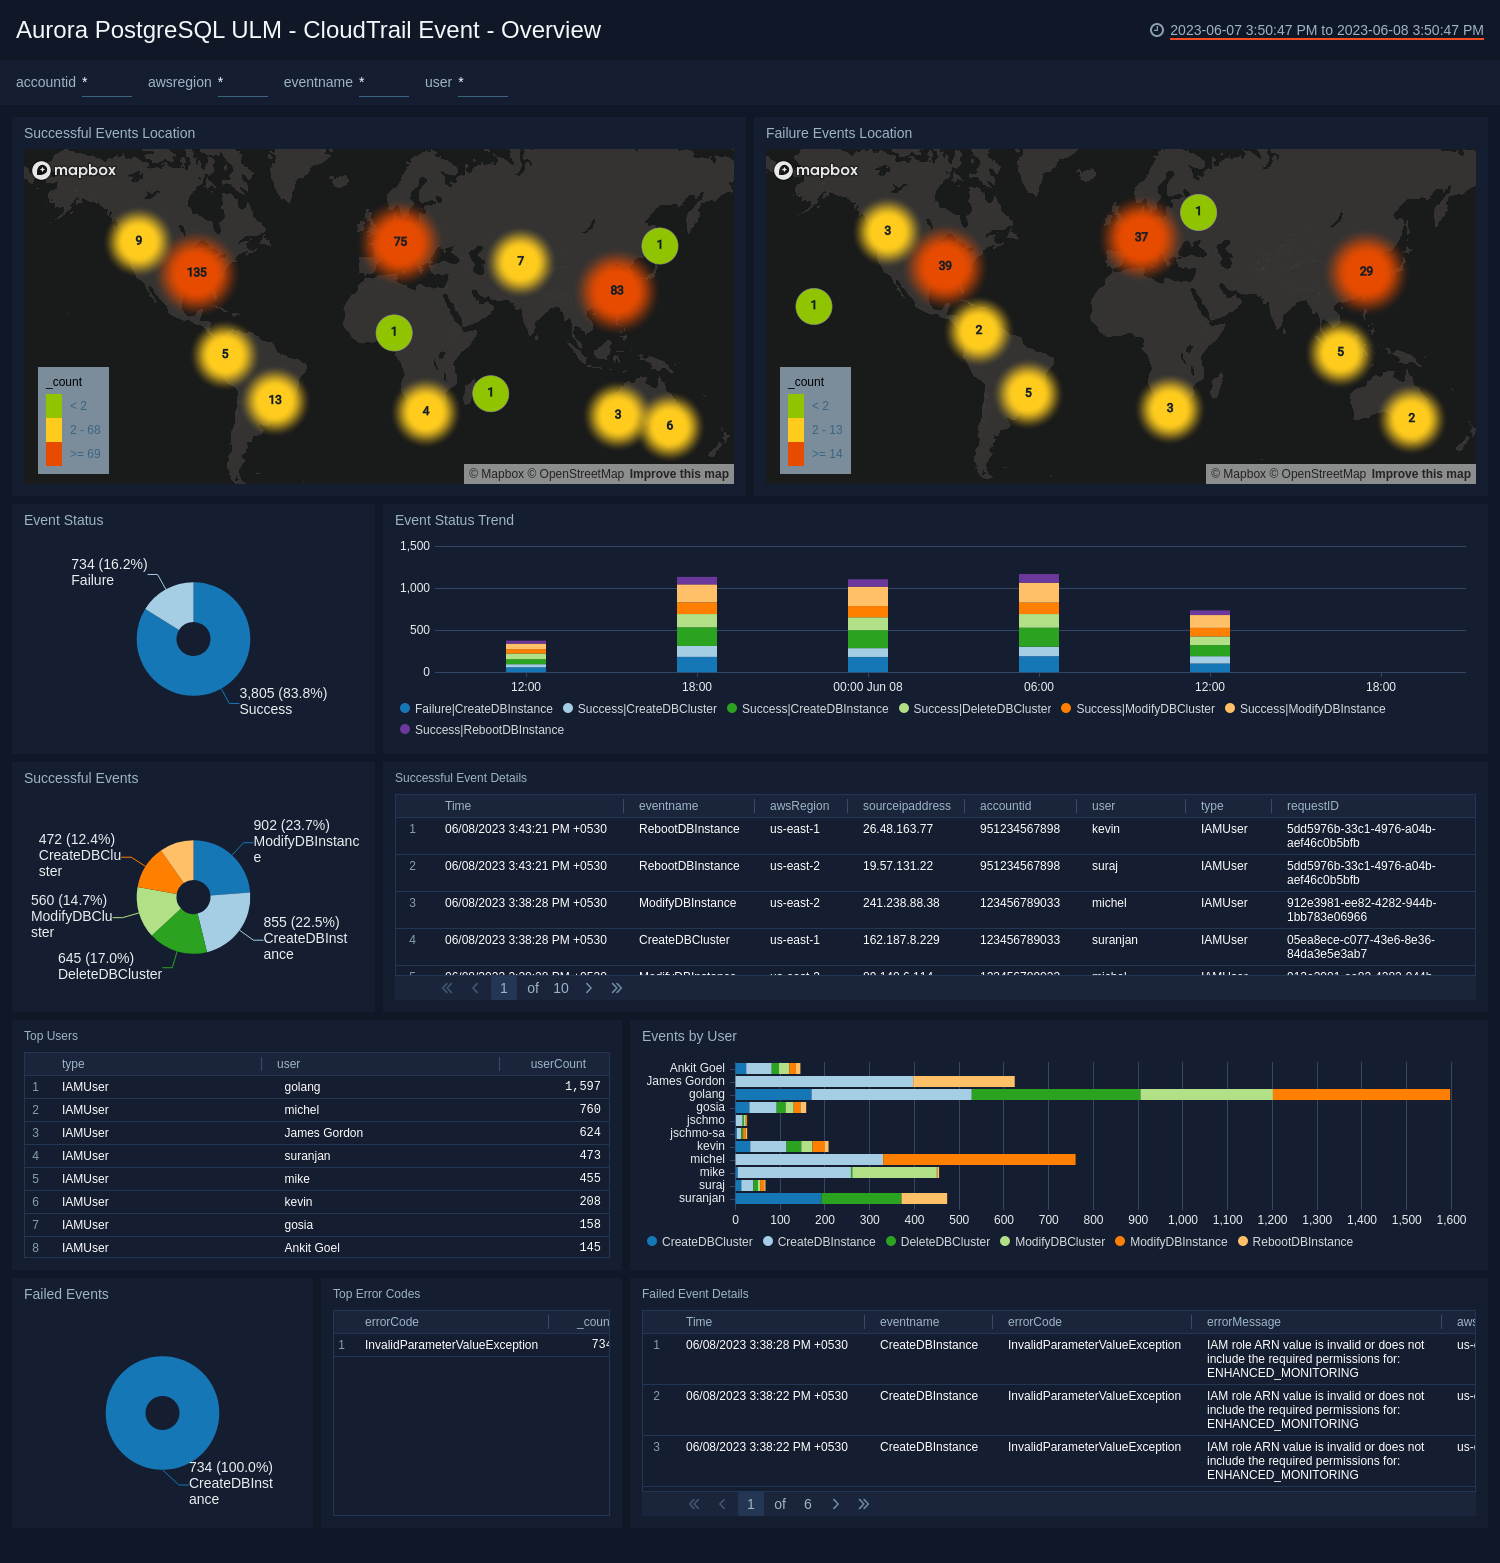 Aurora PostgreSQL ULM - CloudTrail Event - Overview
2023-06-07 3:50:47 PM to 2023-06-08 3:50:47 PM
accountid * awsregion * eventname * user *
Successful Events Location
mapbox
9
135
75
7
1
83
1
5
13
4
1
3
6
_count
< 2
2 - 68
>= 69
© Mapbox © OpenStreetMap Improve this map
Failure Events Location
mapbox
3
39
37
1
29
1
2
5
5
3
2
_count
< 2
2 - 13
>= 14
© Mapbox © OpenStreetMap Improve this map
Event Status
734 (16.2%)
Failure
3,805 (83.8%)
Success
Event Status Trend
1,500
1,000
500
0
12:00 18:00 00:00 Jun 08 06:00 12:00 18:00
Failure|CreateDBInstance Success|CreateDBCluster Success|CreateDBInstance Success|DeleteDBCluster Success|ModifyDBCluster Success|ModifyDBInstance
Success|RebootDBInstance
Successful Events
902 (23.7%)
ModifyDBInstanc
e
472 (12.4%)
CreateDBClu
ster
560 (14.7%)
ModifyDBClu
ster
855 (22.5%)
CreateDBInst
ance
645 (17.0%)
DeleteDBCluster
Successful Event Details
Time eventname awsRegion sourceipaddress accountid user type requestID
1 06/08/2023 3:43:21 PM +0530 RebootDBInstance us-east-1 26.48.163.77 951234567898 kevin IAMUser 5dd5976b-33c1-4976-a04b-
aef46c0b5bfb
2 06/08/2023 3:43:21 PM +0530 RebootDBInstance us-east-2 19.57.131.22 951234567898 suraj IAMUser 5dd5976b-33c1-4976-a04b-
aef46c0b5bfb
3 06/08/2023 3:38:28 PM +0530 ModifyDBInstance us-east-2 241.238.88.38 123456789033 michel IAMUser 912e3981-ee82-4282-944b-
1bb783e06966
4 06/08/2023 3:38:28 PM +0530 CreateDBCluster us-east-1 162.187.8.229 123456789033 suranjan IAMUser 05ea8ece-c077-43e6-8e36-
84da3e5e3ab7
1 of 10
Top Users
type user userCount
1 IAMUser golang 1,597
2 IAMUser michel 760
3 IAMUser James Gordon 624
4 IAMUser suranjan 473
5 IAMUser mike 455
6 IAMUser kevin 208
7 IAMUser gosia 158
8 IAMUser Ankit Goel 145
Events by User
Ankit Goel
James Gordon
golang
gosia
jschmo
jschmo-sa
kevin
michel
mike
suraj
suranjan
0 100 200 300 400 500 600 700 800 900 1,000 1,100 1,200 1,300 1,400 1,500 1,600
CreateDBCluster CreateDBInstance DeleteDBCluster ModifyDBCluster ModifyDBInstance RebootDBInstance
Failed Events
734 (100.0%)
CreateDBInst
ance
Top Error Codes
errorCode _coun
1 InvalidParameterValueException 734
Failed Event Details
Time eventname errorCode errorMessage aws
1 06/08/2023 3:38:28 PM +0530 CreateDBInstance InvalidParameterValueException IAM role ARN value is invalid or does not us-
include the required permissions for:
ENHANCED_MONITORING
2 06/08/2023 3:38:22 PM +0530 CreateDBInstance InvalidParameterValueException IAM role ARN value is invalid or does not us-
include the required permissions for:
ENHANCED_MONITORING
3 06/08/2023 3:38:22 PM +0530 CreateDBInstance InvalidParameterValueException IAM role ARN value is invalid or does not us-
include the required permissions for:
ENHANCED_MONITORING
1 of 6